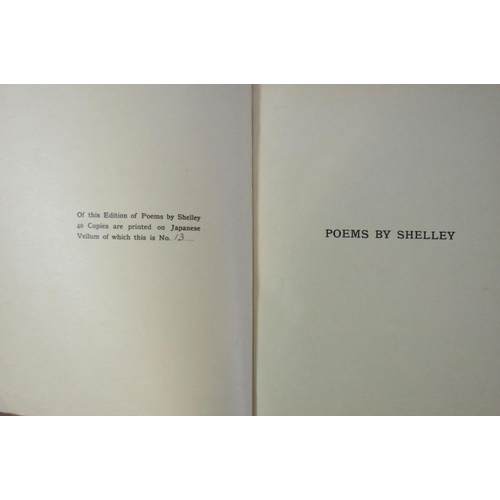 Of this Edition of Poems by Shelley
40 Copies are printed on Japanese
Vellum of which this is No. 13
POEMS BY SHELLEY